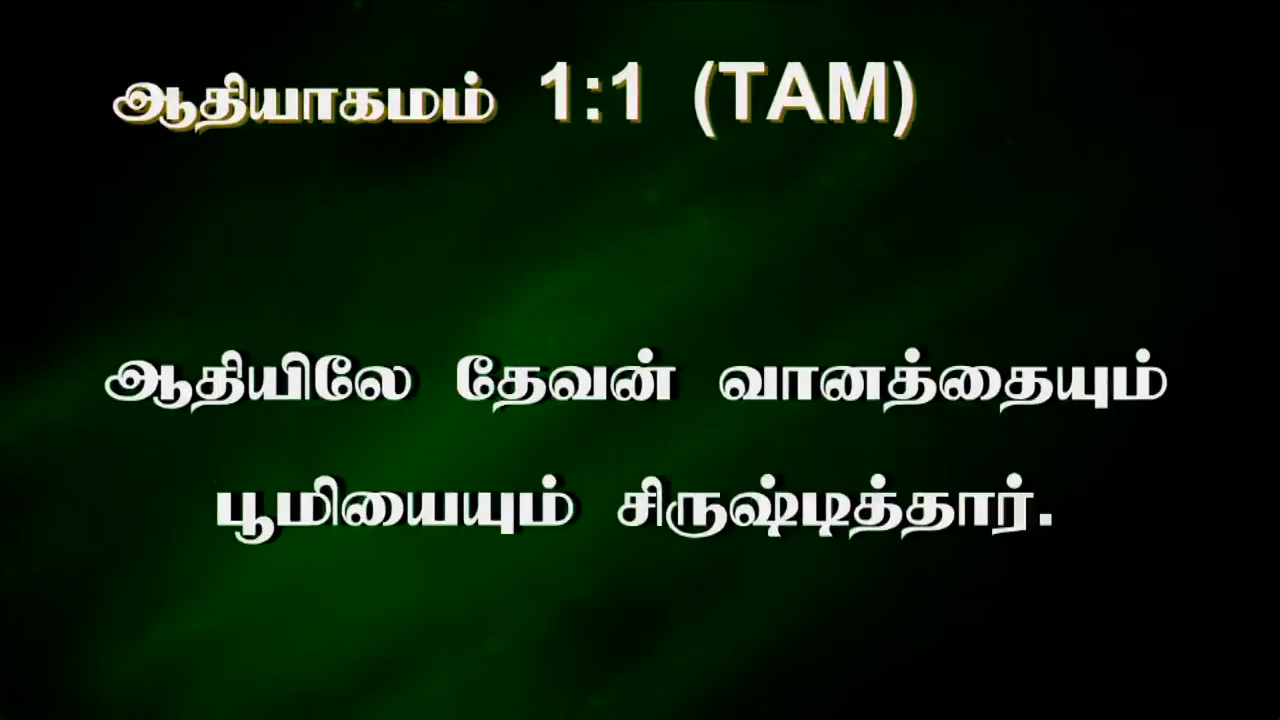 ஆதியாகமம் 1:1 (TAM)
ஆதியிலே தேவன் வானத்தையும்
பூமியையும் சிருஷ்டித்தார்.